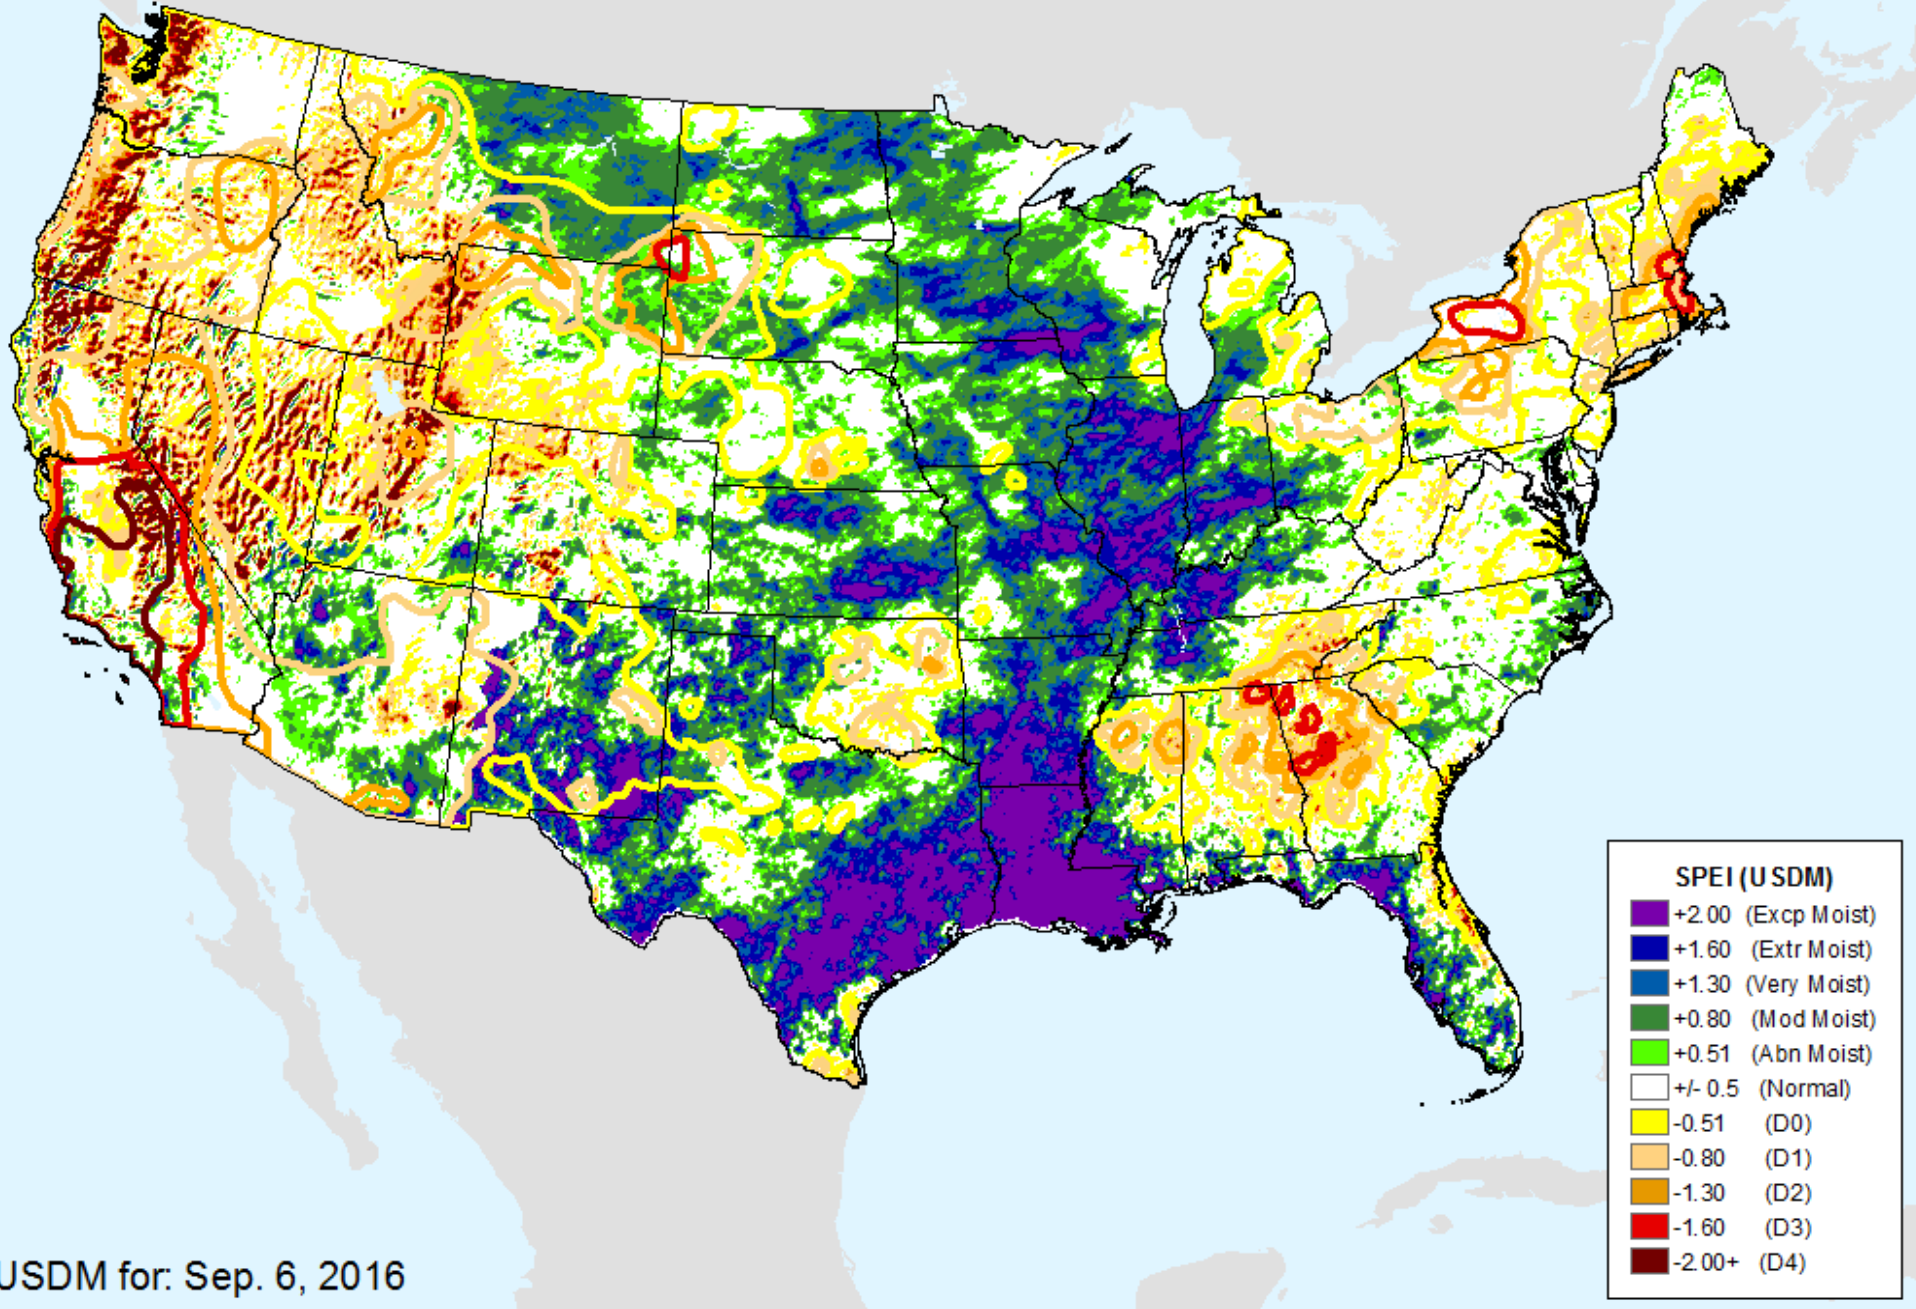 SPEI (USDM)
+2.00 (Excp Moist)
+1.60 (Extr Moist)
+1.30 (Very Moist)
+0.80 (Mod Moist)
+0.51 (Abn Moist)
+/- 0.5 (Normal)
-0.51 (D0)
-0.80 (D1)
-1.30 (D2)
-1.60 (D3)
-2.00+ (D4)
USDM for: Sep. 6, 2016